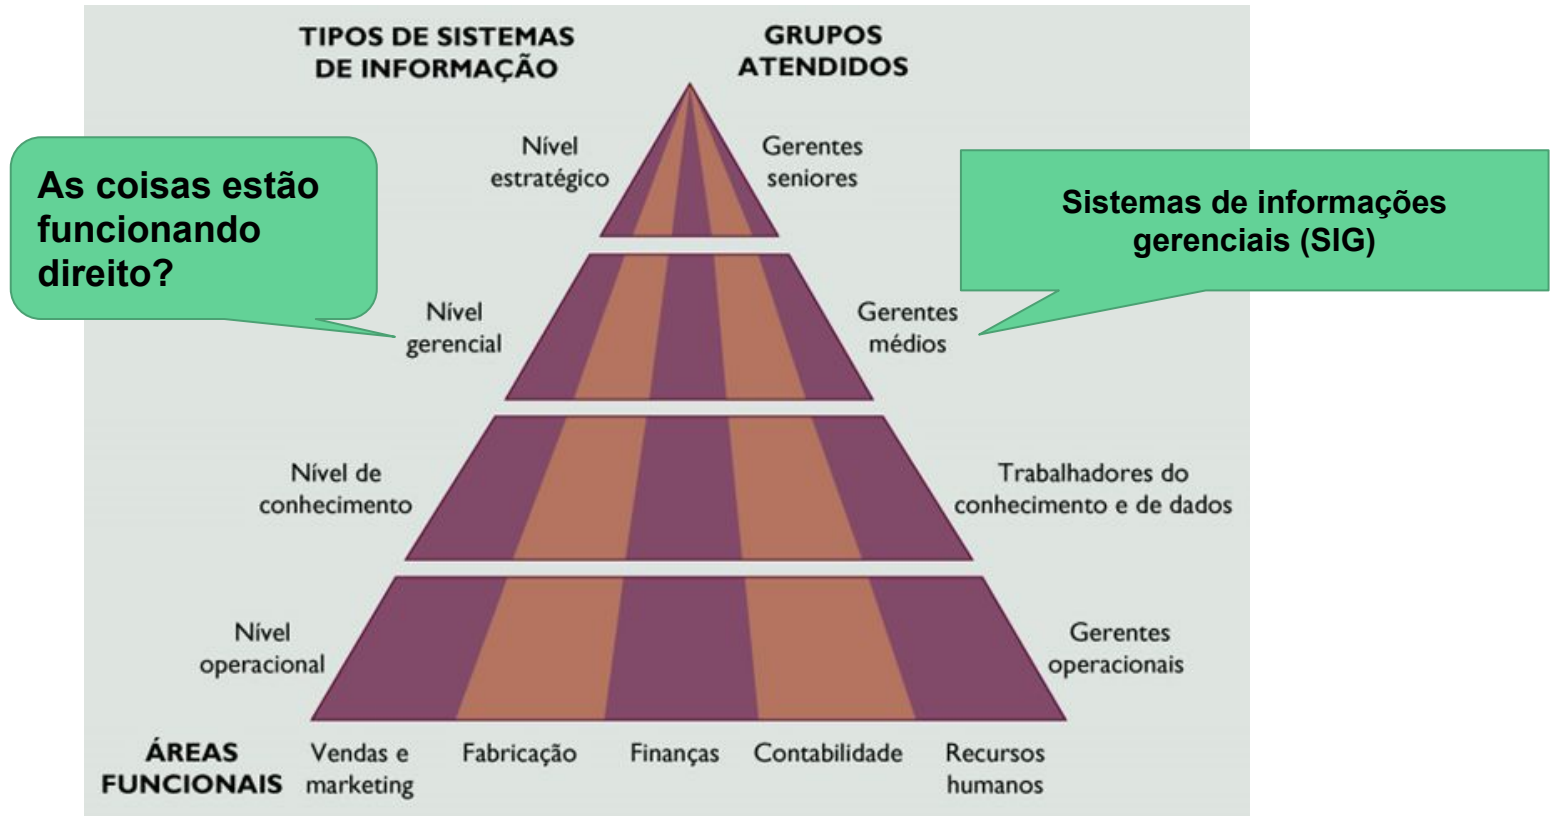 TIPOS DE SISTEMAS
DE INFORMAÇÃO
GRUPOS
ATENDIDOS
Nível
estratégico
Gerentes
seniores
As coisas estão
funcionando
direito?
Sistemas de informações
gerenciais (SIG)
Nível
gerencial
Gerentes
médios
Nível de
conhecimento
Trabalhadores do
conhecimento e de dados
Nível
operacional
Gerentes
operacionais
ÁREAS
FUNCIONAIS
Vendas e
marketing
Fabricação
Finanças
Contabilidade
Recursos
humanos